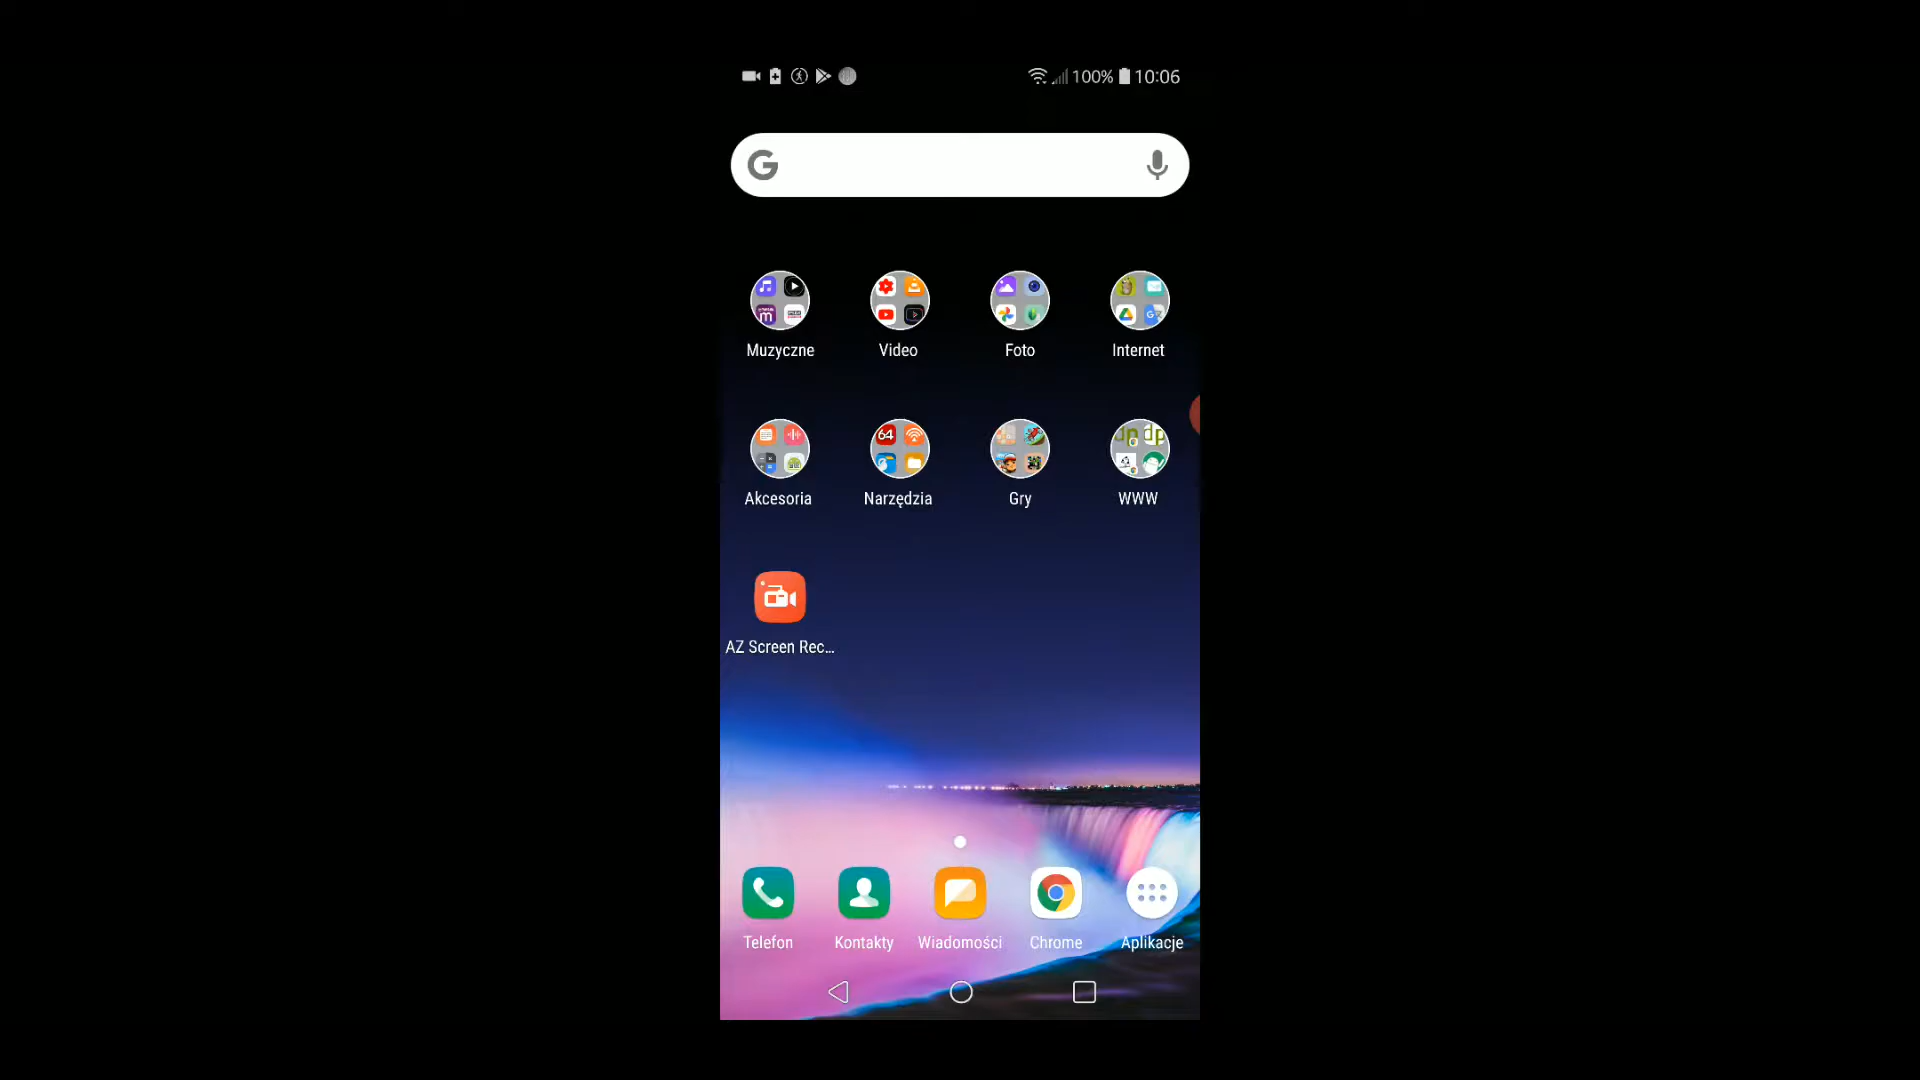 100% 10:06
Muzyczne Video Foto Internet
64
Akcesoria Narzędzia Gry WWW
AZ Screen Rec...
Telefon Kontakty Wiadomości Chrome Aplikacje